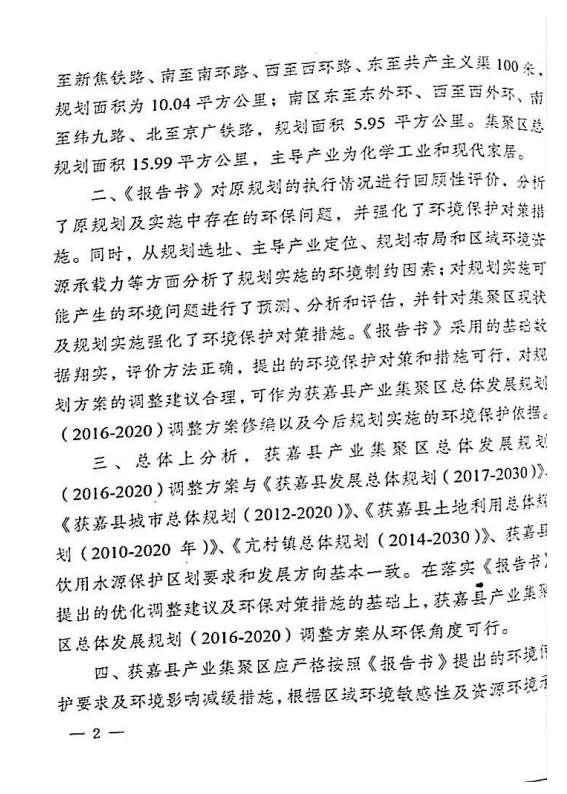 至新焦铁路、南至南环路、西至西环路、东至共产主义渠100米，
规划面积为 10.04 平方公里；南区东至东外环、西至西外环、南
至纬九路、北至京广铁路，规划面积 5.95 平方公里。集聚区总
规划面积 15.99 平方公里，主导产业为化学工业和现代家居。
二、《报告书》对原规划的执行情况进行回顾性评价，分析
了原规划及实施中存在的环保问题，并强化了环境保护对策措
施。同时，从规划选址、主导产业定位、规划布局和区域环境资
源承载力等方面分析了规划实施的环境制约因素；对规划实施可
能产生的环境问题进行了预测、分析和评估，并针对集聚区现状
及规划实施强化了环境保护对策措施。《报告书》采用的基础数
据翔实，评价方法正确，提出的环境保护对策和措施可行，对规
划方案的调整建议合理，可作为获嘉县产业集聚区总体发展规划
（2016-2020）调整方案修编以及今后规划实施的环境保护依据。
三、总体上分析，获嘉县产业集聚区总体发展规划
（2016-2020）调整方案与《获嘉县发展总体规划（2017-2030）》、
《获嘉县城市总体规划（2012-2020）》、《获嘉县土地利用总体规
划（2010-2020 年）》、《亢村镇总体规划（2014-2030）》、获嘉县
饮用水源保护区划要求和发展方向基本一致。在落实《报告书》
提出的优化调整建议及环保对策措施的基础上，获嘉县产业集聚
区总体发展规划（2016-2020）调整方案从环保角度可行。
四、获嘉县产业集聚区应严格按照《报告书》提出的环境保
护要求及环境影响减缓措施，根据区域环境敏感性及资源环境承
— 2 —